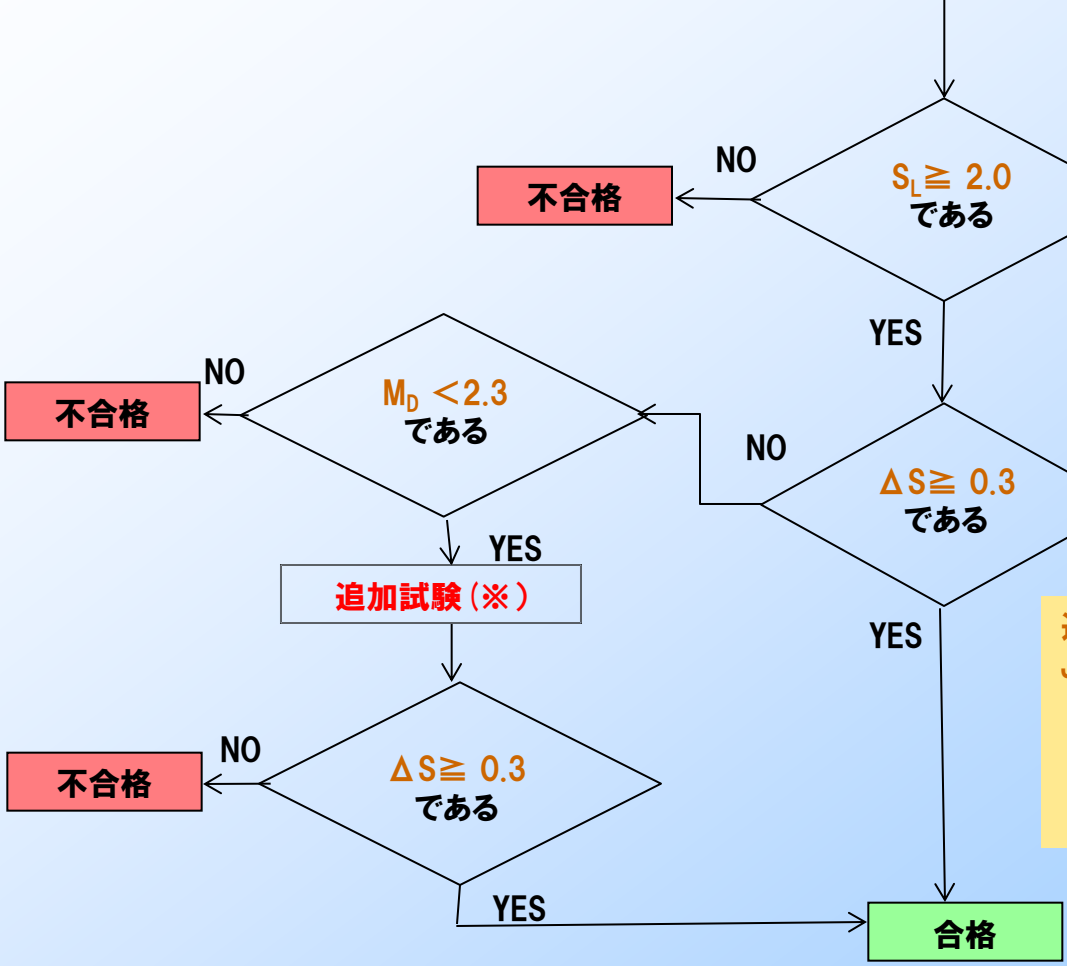 NO
不合格
S_L≧ 2.0
である
YES
NO
不合格
M_D ＜2.3
である
NO
ΔS≧ 0.3
である
YES
追加試験(※)
YES
NO
不合格
ΔS≧ 0.3
である
YES
合格